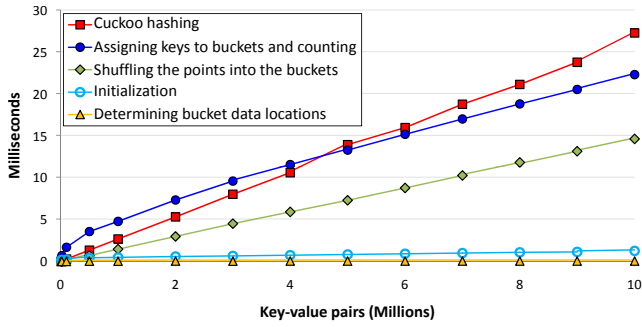 30
25
20
15
10
5
0
Milliseconds
Cuckoo hashing
Assigning keys to buckets and counting
Shuffling the points into the buckets
Initialization
Determining bucket data locations
0 2 4 6 8 10
Key-value pairs (Millions)